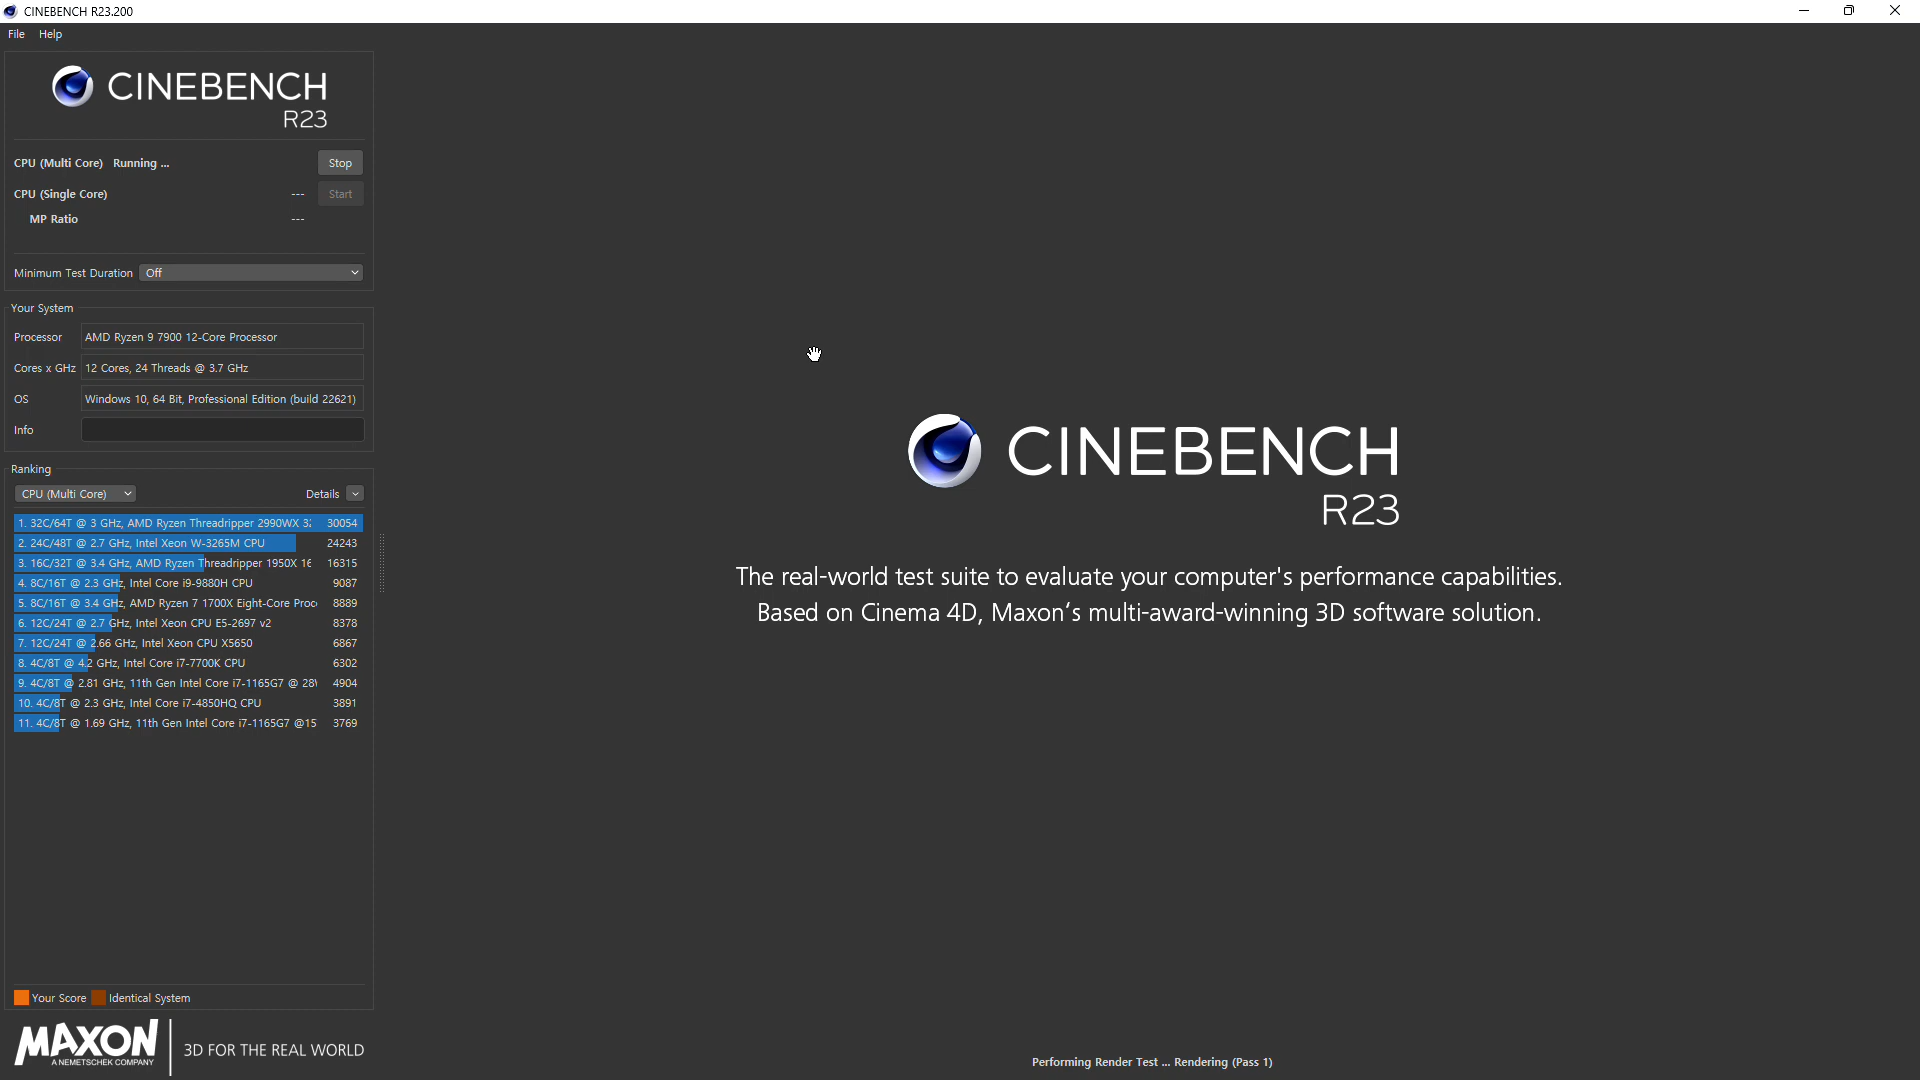 CINEBENCH R23.200
File Help
CINEBENCH
R23
CPU (Multi Core) Running ... Stop
CPU (Single Core) --- Start
MP Ratio ---
Minimum Test Duration Off
Your System
Processor AMD Ryzen 9 7900 12-Core Processor
Cores x GHz 12 Cores, 24 Threads @ 3.7 GHz
OS Windows 10, 64 Bit, Professional Edition (build 22621)
Info
Ranking
CPU (Multi Core) Details
1. 32C/64T @ 3 GHz, AMD Ryzen Threadripper 2990WX 30054
2. 24C/48T @ 2.7 GHz, Intel Xeon W-3265M CPU 24243
3. 16C/32T @ 3.4 GHz, AMD Ryzen Threadripper 1950X 16 16315
4. 8C/16T @ 2.3 GHz, Intel Core i9-9880H CPU 9087
5. 8C/16T @ 3.4 GHz, AMD Ryzen 7 1700X Eight-Core Proc 8889
6. 12C/24T @ 2.7 GHz, Intel Xeon CPU E5-2697 v2 8378
7. 12C/24T @ 2.66 GHz, Intel Xeon CPU X5650 6867
8. 4C/8T @ 4.2 GHz, Intel Core i7-7700K CPU 6302
9. 4C/8T @ 2.81 GHz, 11th Gen Intel Core i7-1165G7 @ 28 4904
10. 4C/8T @ 2.3 GHz, Intel Core i7-4850HQ CPU 3891
11. 4C/8T @ 1.69 GHz, 11th Gen Intel Core i7-1165G7 @15 3769
Your Score Identical System
MAXON
A NEMETSCHEK COMPANY
3D FOR THE REAL WORLD
CINEBENCH
R23
The real-world test suite to evaluate your computer's performance capabilities.
Based on Cinema 4D, Maxon‘s multi-award-winning 3D software solution.
Performing Render Test ... Rendering (Pass 1)